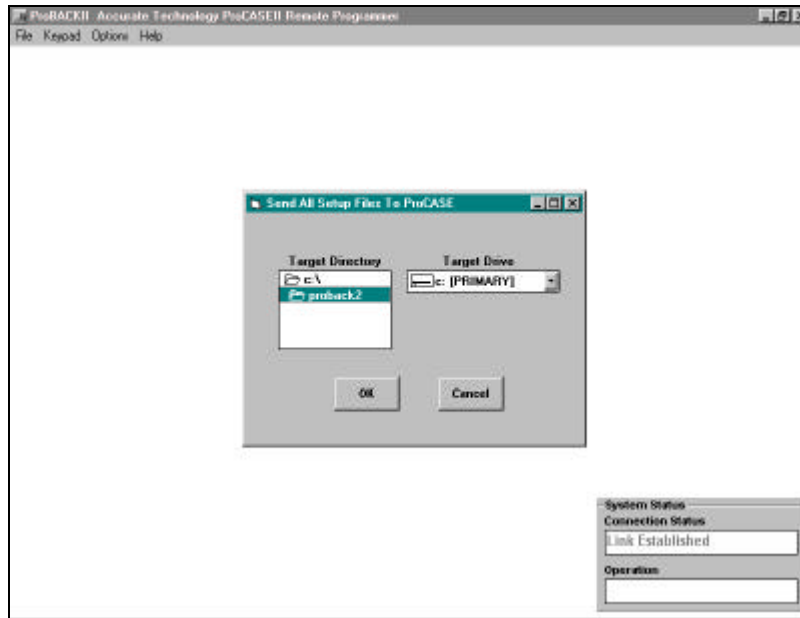 ProBACKII Accurate Technology ProCASEII Remote Programmer
File Keypad Options Help
Send All Setup Files To ProCASE
Target Directory
Target Drive
c:\
c: [PRIMARY]
proback2
OK
Cancel
System Status
Connection Status
Link Established
Operation